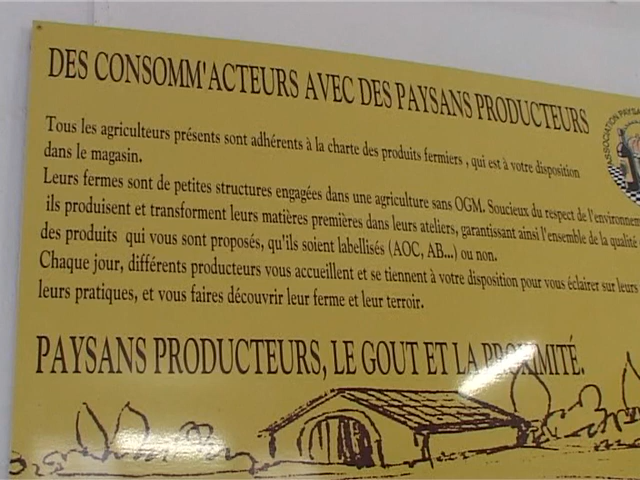 DES CONSOMM'ACTEURS AVEC DES PAYSANS PRODUCTEURS
ASSOCIATION PAYSA
Tous les agriculteurs présents sont adhérents à la charte des produits fermiers , qui est à votre disposition
dans le magasin.
Leurs fermes sont de petites structures engagées dans une agriculture sans OGM. Soucieux du respect de l'environnem
ils produisent et transforment leurs matières premières dans leurs ateliers, garantissant ainsi l'ensemble de la qualité
des produits qui vous sont proposés, qu'ils soient labellisés (AOC, AB...) ou non.
Chaque jour, différents producteurs vous accueillent et se tiennent à votre disposition pour vous éclairer sur leurs
leurs pratiques, et vous faires découvrir leur ferme et leur terroir.
PAYSANS PRODUCTEURS, LE GOUT ET LA PROXIMITÉ.